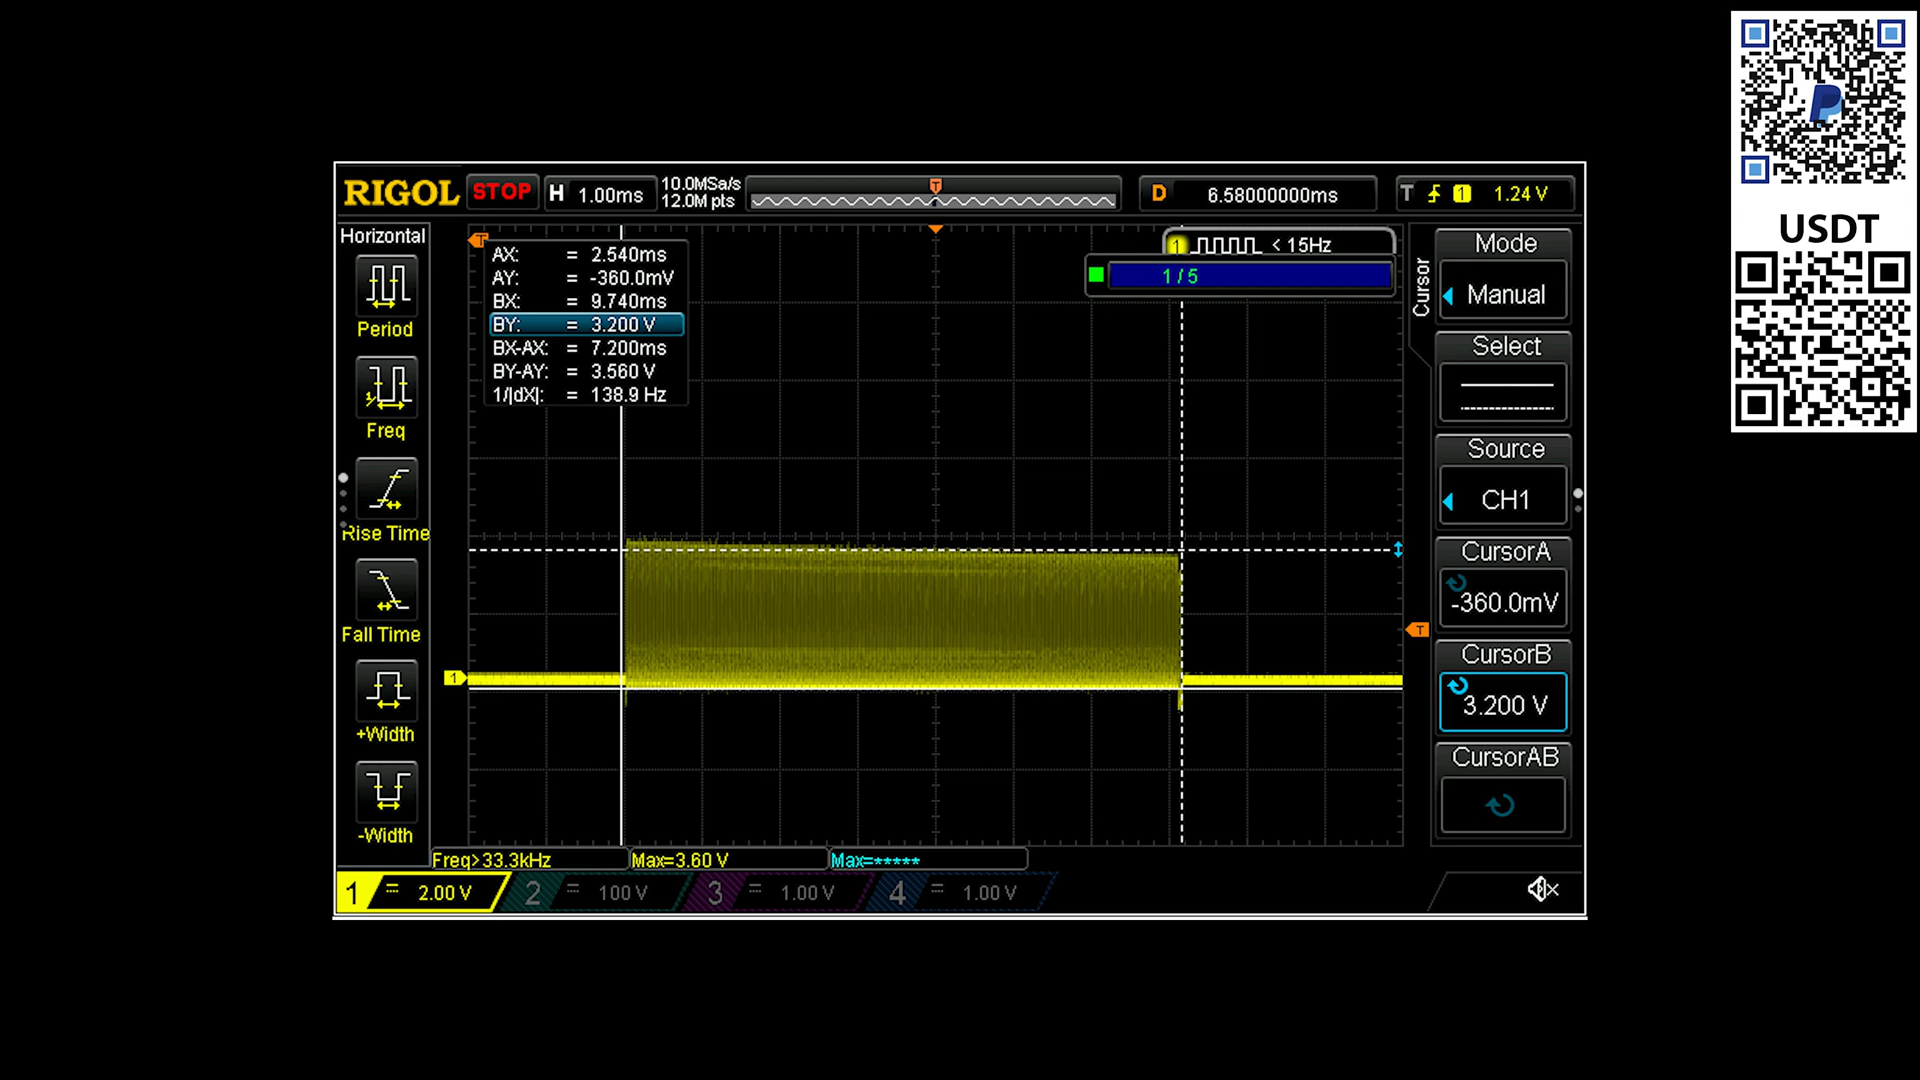 RIGOL STOP H 1.00ms 10.0MSa/s
12.0M pts
T
D 6.58000000ms T 1 1.24 V
Horizontal
Period
Freq
Rise Time
Fall Time
+Width
-Width
T
AX: = 2.540ms
AY: = -360.0mV
BX: = 9.740ms
BY: = 3.200 V
BX-AX: = 7.200ms
BY-AY: = 3.560 V
1/|dX|: = 138.9 Hz
1 < 15Hz
1 / 5
1
T
Cursor
Mode
Manual
Select
Source
CH1
CursorA
-360.0mV
CursorB
3.200 V
CursorAB
Freq>33.3kHz Max=3.60 V Max=*****
1 = 2.00 V 2 = 100 V 3 = 1.00 V 4 = 1.00 V
USDT